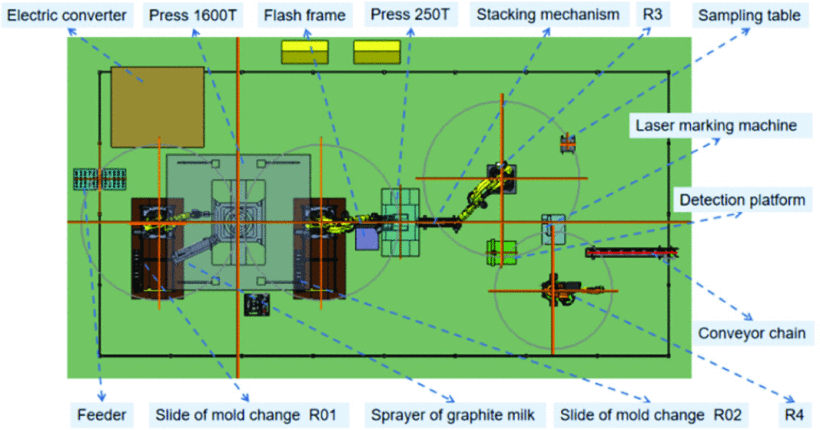 Electric converter
Press 1600T
Flash frame
Press 250T
Stacking mechanism
R3
Sampling table
Laser marking machine
Detection platform
Conveyor chain
Feeder
Slide of mold change R01
Sprayer of graphite milk
Slide of mold change R02
R4